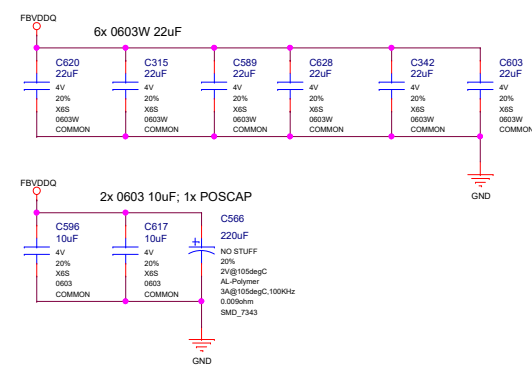 FBVDDQ
6x 0603W 22uF
C620
22uF
4V
20%
X6S
0603W
COMMON
C315
22uF
4V
20%
X6S
0603W
COMMON
C589
22uF
4V
20%
X6S
0603W
COMMON
C628
22uF
4V
20%
X6S
0603W
COMMON
C342
22uF
4V
20%
X6S
0603W
COMMON
C603
22uF
4V
20%
X6S
0603W
COMMON
GND
FBVDDQ
2x 0603 10uF; 1x POSCAP
C596
10uF
4V
20%
X6S
0603
COMMON
C617
10uF
4V
20%
X6S
0603
COMMON
C566
220uF
NO STUFF
20%
2V@105degC
AL-Polymer
3A@105degC,100KHz
0.009ohm
SMD_7343
GND